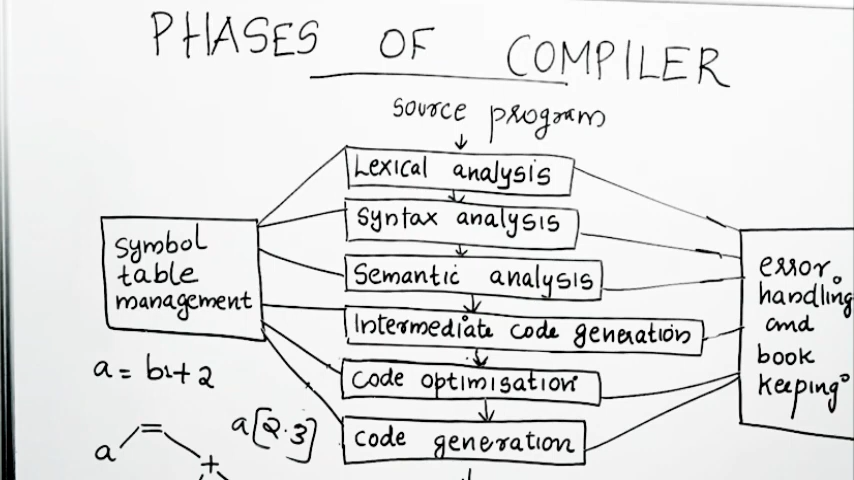 PHASES OF COMPILER
source program
Lexical analysis
Syntax analysis
Semantic analysis
Intermediate code generation
Code optimisation
code generation
symbol
table
management
error
handling
and
book
keeping
a[2.3]
a
=
+